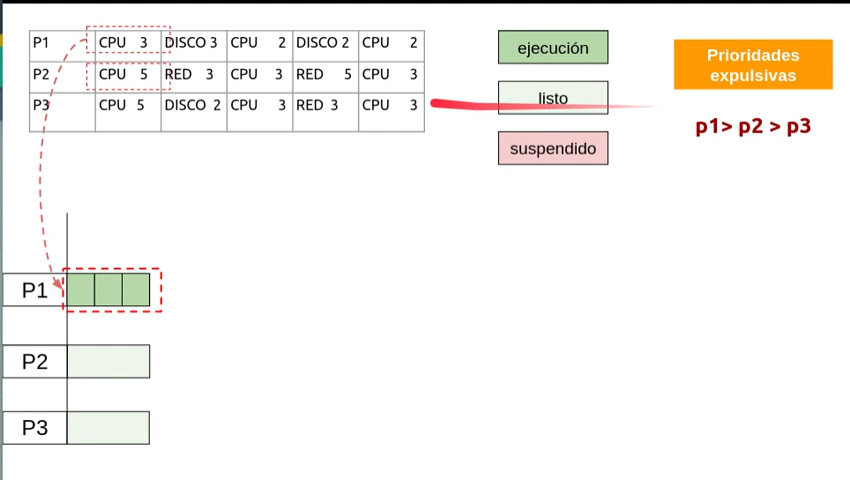 P1 CPU 3 DISCO 3 CPU 2 DISCO 2 CPU 2
P2 CPU 5 RED 3 CPU 3 RED 5 CPU 3
P3 CPU 5 DISCO 2 CPU 3 RED 3 CPU 3
ejecución
listo
suspendido
Prioridades
expulsivas
p1> p2 > p3
P1
P2
P3